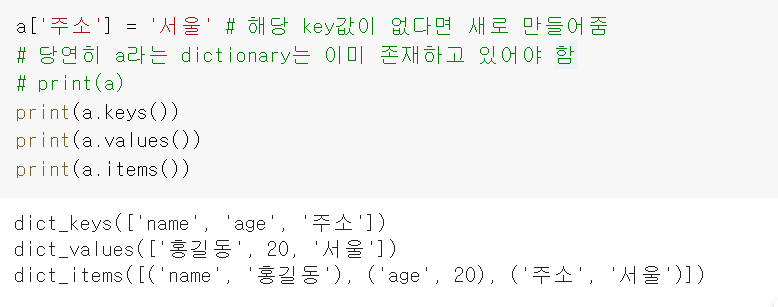 a['주소'] = '서울' # 해당 key값이 없다면 새로 만들어줌
# 당연히 a라는 dictionary는 이미 존재하고 있어야 함
# print(a)
print(a.keys())
print(a.values())
print(a.items())
dict_keys(['name', 'age', '주소'])
dict_values(['홍길동', 20, '서울'])
dict_items([('name', '홍길동'), ('age', 20), ('주소', '서울')])